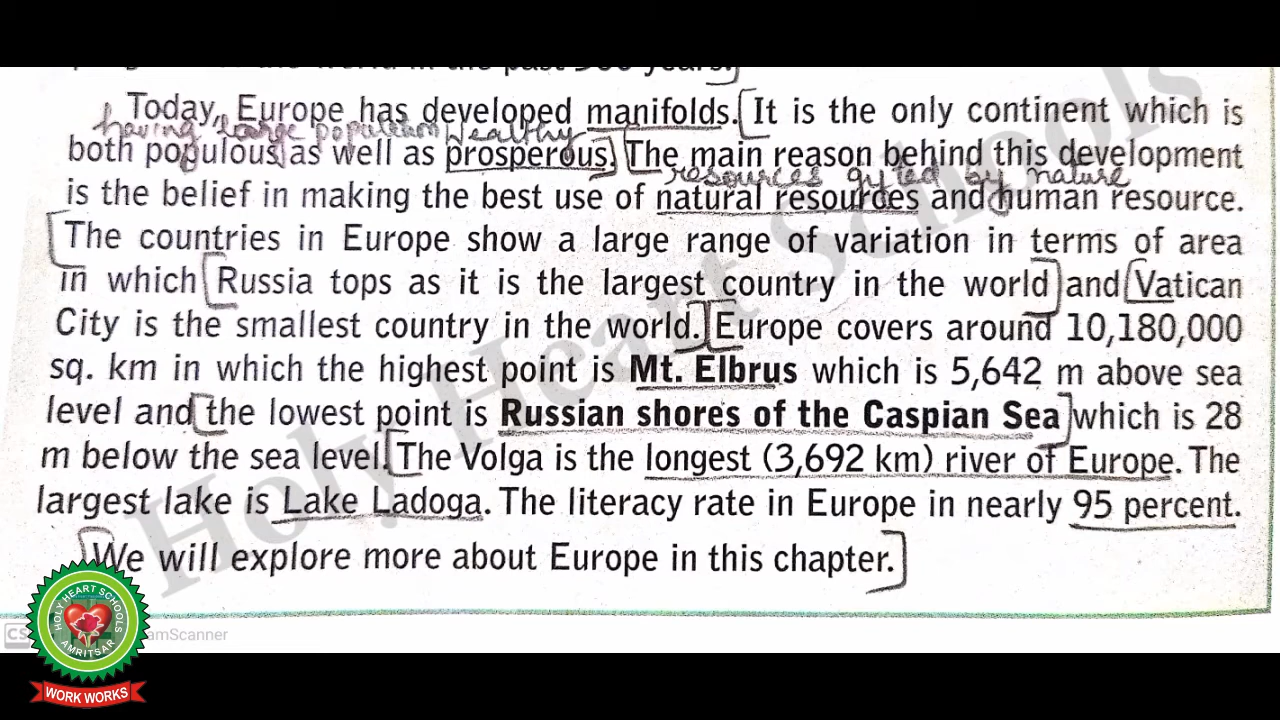 the world in the past 500 years.
Today, Europe has developed manifolds. It is the only continent which is
having large population wealthy
both populous as well as prosperous. The main reason behind this development
resources gifted by nature
is the belief in making the best use of natural resources and human resource.
The countries in Europe show a large range of variation in terms of area
in which Russia tops as it is the largest country in the world and Vatican
City is the smallest country in the world. Europe covers around 10,180,000
sq. km in which the highest point is Mt. Elbrus which is 5,642 m above sea
level and the lowest point is Russian shores of the Caspian Sea which is 28
m below the sea level. The Volga is the longest (3,692 km) river of Europe. The
largest lake is Lake Ladoga. The literacy rate in Europe in nearly 95 percent.
We will explore more about Europe in this chapter.
Holy Heart Schools
HOLY HEART SCHOOLS
AMRITSAR
WORK WORKS
CS
amScanner